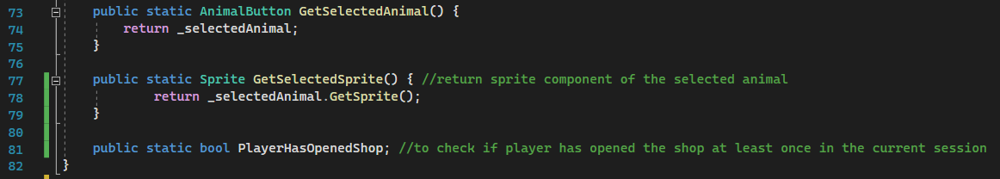 73 public static AnimalButton GetSelectedAnimal() {
74 return _selectedAnimal;
75 }
76
77 public static Sprite GetSelectedSprite() { //return sprite component of the selected animal
78 return _selectedAnimal.GetSprite();
79 }
80
81 public static bool PlayerHasOpenedShop; //to check if player has opened the shop at least once in the current session
82 }